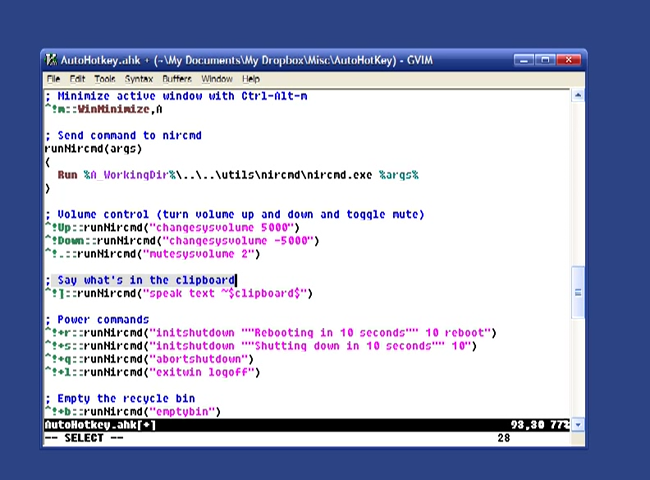 AutoHotkey.ahk + (~\My Documents\My Dropbox\Misc\AutoHotKey) - GVIM
File Edit Tools Syntax Buffers Window Help
; Minimize active window with Ctrl-Alt-m
^!m::WinMinimize,A
; Send command to nircmd
runNircmd(args)
{
Run %A_WorkingDir%\..\..\utils\nircmd\nircmd.exe %args%
}
; Volume control (turn volume up and down and toggle mute)
^!Up::runNircmd("changesysvolume 5000")
^!Down::runNircmd("changesysvolume -5000")
^!.::runNircmd("mutesysvolume 2")
; Say what's in the clipboard
^!]::runNircmd("speak text ~$clipboard$")
; Power commands
^!+r::runNircmd("initshutdown ""Rebooting in 10 seconds"" 10 reboot")
^!+s::runNircmd("initshutdown ""Shutting down in 10 seconds"" 10")
^!+q::runNircmd("abortshutdown")
^!+l::runNircmd("exitwin logoff")
; Empty the recycle bin
^!+b::runNircmd("emptybin")
AutoHotkey.ahk[+] 93,30 77%
-- SELECT -- 28